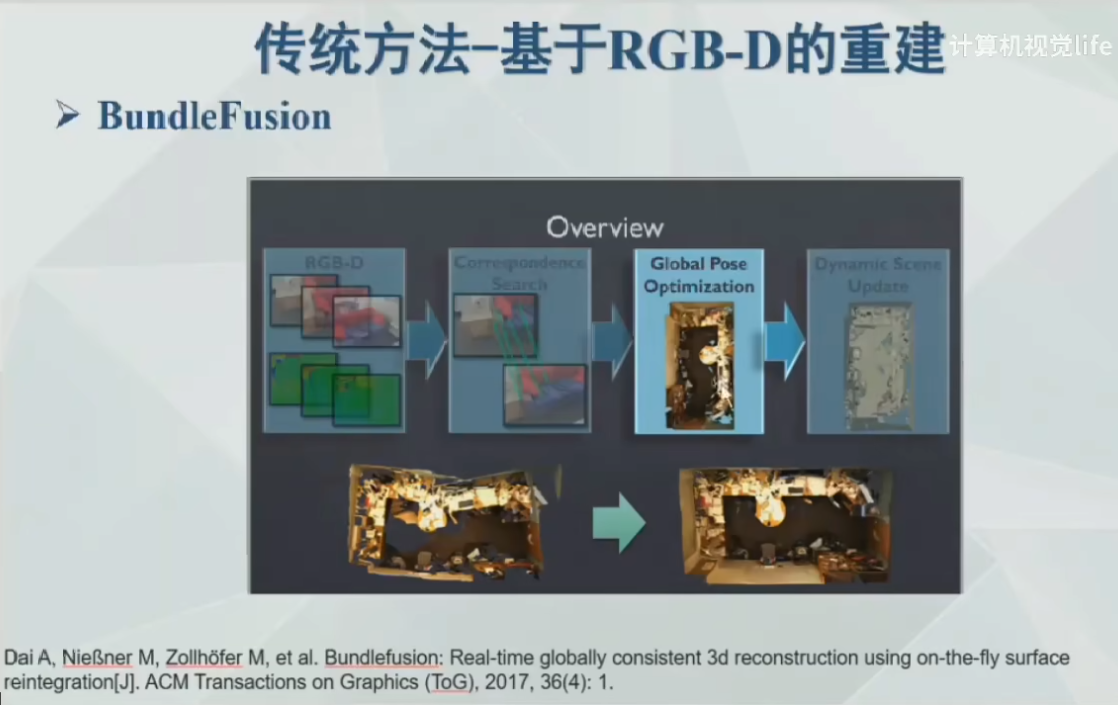 传统方法-基于RGB-D的重建
计算机视觉life
BundleFusion
Overview
RGB-D
Correspondence
Search
Global Pose
Optimization
Dynamic Scene
Update
Dai A, Nießner M, Zollhöfer M, et al. Bundlefusion: Real-time globally consistent 3d reconstruction using on-the-fly surface
reintegration[J]. ACM Transactions on Graphics (ToG), 2017, 36(4): 1.